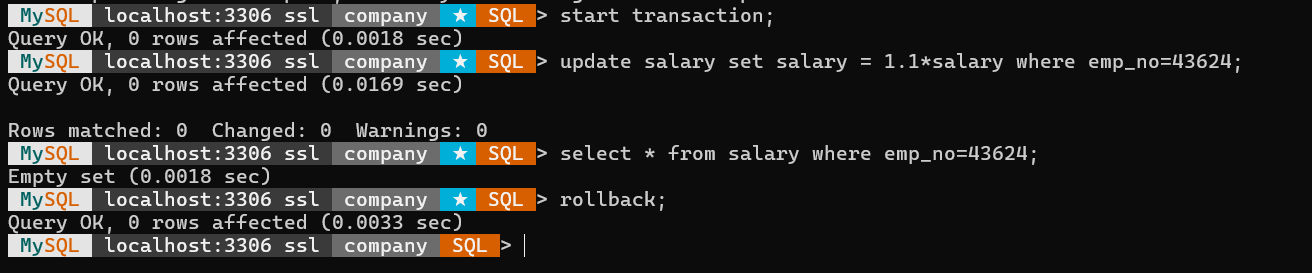 MySQL localhost:3306 ssl company ★ SQL > start transaction;
Query OK, 0 rows affected (0.0018 sec)
MySQL localhost:3306 ssl company ★ SQL > update salary set salary = 1.1*salary where emp_no=43624;
Query OK, 0 rows affected (0.0169 sec)
Rows matched: 0  Changed: 0  Warnings: 0
MySQL localhost:3306 ssl company ★ SQL > select * from salary where emp_no=43624;
Empty set (0.0018 sec)
MySQL localhost:3306 ssl company ★ SQL > rollback;
Query OK, 0 rows affected (0.0033 sec)
MySQL localhost:3306 ssl company SQL >